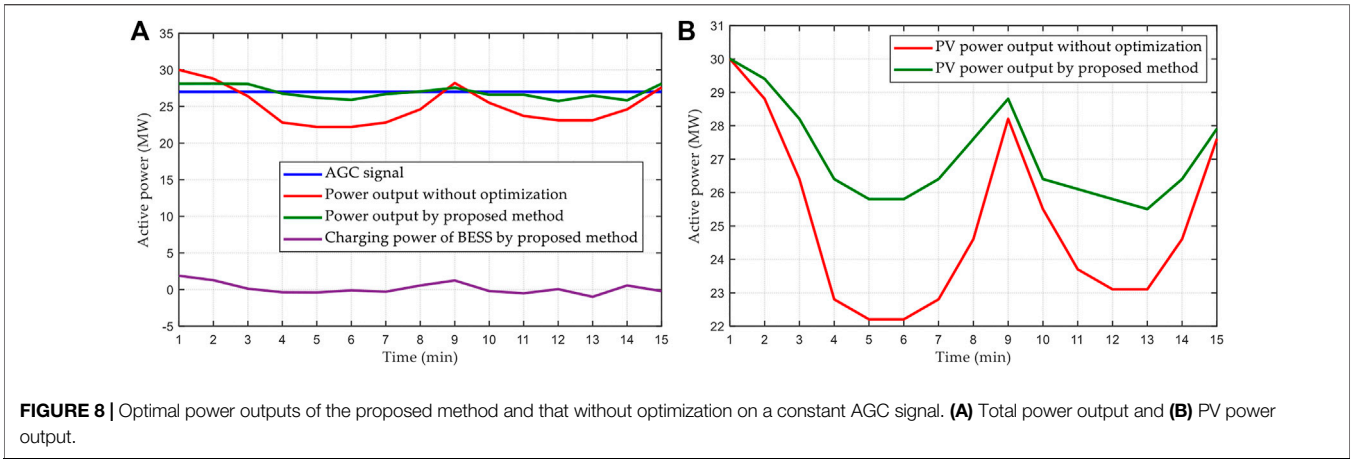 A
35
30
25
20
15
10
5
0
-5
Active power (MW)
AGC signal
Power output without optimization
Power output by proposed method
Charging power of BESS by proposed method
1 2 3 4 5 6 7 8 9 10 11 12 13 14 15
Time (min)
B
30
29
28
27
26
25
24
23
22
Active power (MW)
PV power output without optimization
PV power output by proposed method
1 2 3 4 5 6 7 8 9 10 11 12 13 14 15
Time (min)
FIGURE 8 | Optimal power outputs of the proposed method and that without optimization on a constant AGC signal. (A) Total power output and (B) PV power
output.